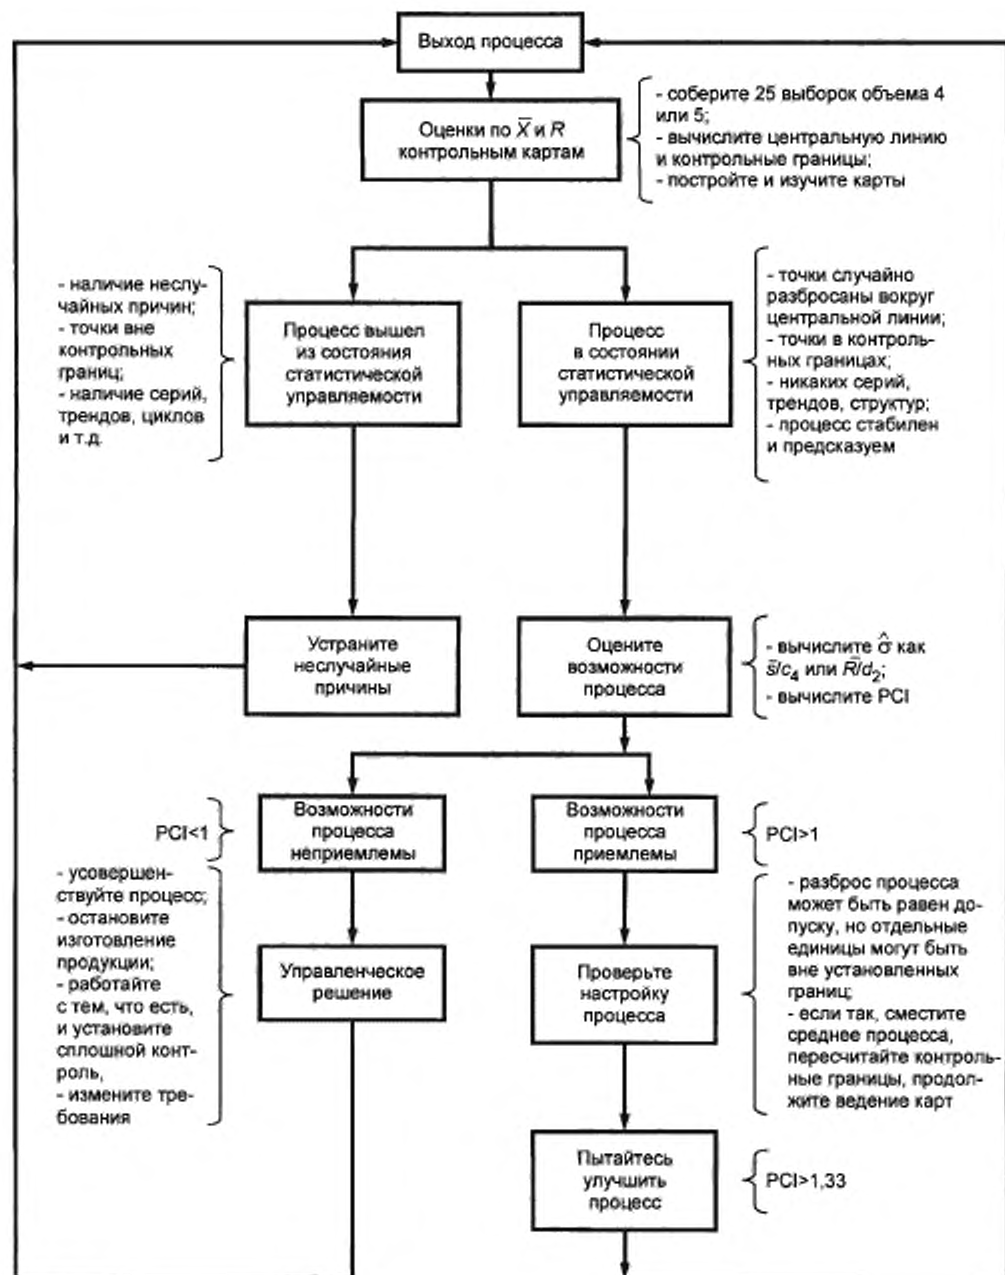 Выход процесса
Оценки по X̅ и R
контрольным картам
- соберите 25 выборок объема 4
или 5;
- вычислите центральную линию
и контрольные границы;
- постройте и изучите карты
- наличие неслу-
чайных причин;
- точки вне
контрольных
границ;
- наличие серий,
трендов, циклов
и т.д.
Процесс вышел
из состояния
статистической
управляемости
Процесс
в состоянии
статистической
управляемости
- точки случайно
разбросаны вокруг
центральной линии;
- точки в контроль-
ных границах;
- никаких серий,
трендов, структур;
- процесс стабилен
и предсказуем
Устраните
неслучайные
причины
Оцените
возможности
процесса
- вычислите σ̂ как
s̅/c₄ или R̅/d₂;
- вычислите PCI
PCI<1
Возможности
процесса
неприемлемы
Возможности
процесса
приемлемы
PCI>1
- усовершен-
ствуйте процесс;
- остановите
изготовление
продукции;
- работайте
с тем, что есть,
и установите
сплошной конт-
роль,
- измените тре-
бования
Управленческое
решение
Проверьте
настройку
процесса
- разброс процесса
может быть равен до-
пуску, но отдельные
единицы могут быть
вне установленных
границ;
- если так, сместите
среднее процесса,
пересчитайте контроль-
ные границы, продол-
жите ведение карт
Пытайтесь
улучшить
процесс
PCI>1,33